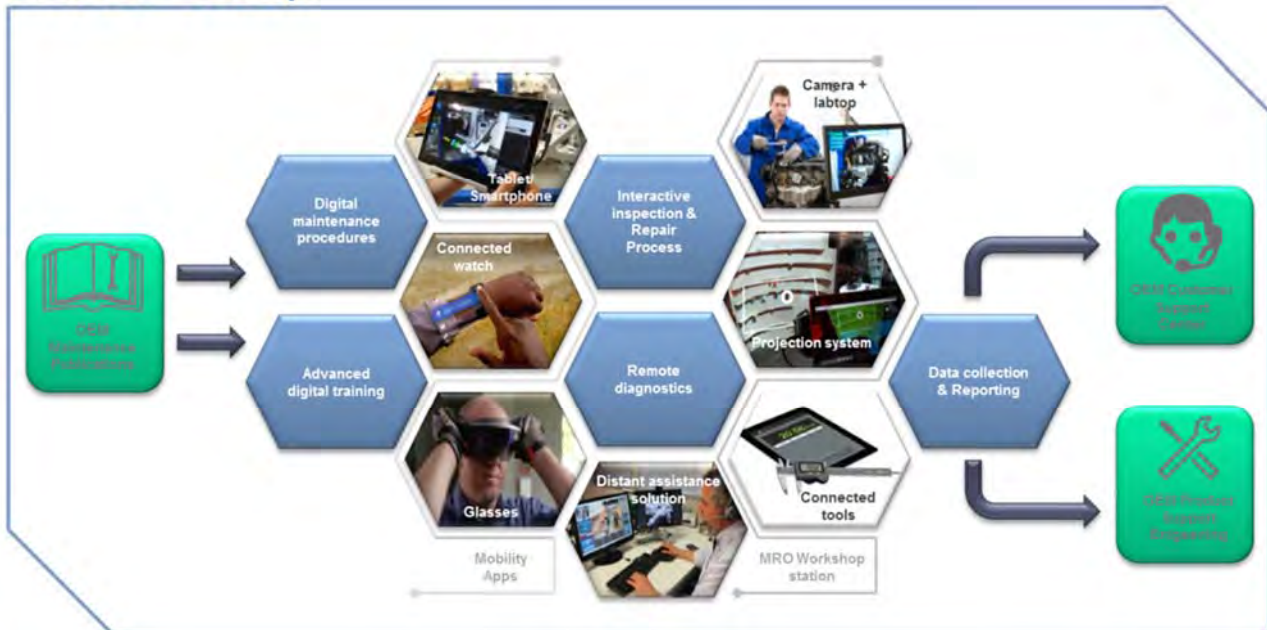 Camera +
labtop
Tablet/
Smartphone
Digital
maintenance
procedures
Interactive
inspection &
Repair
Process
Connected
watch
OEM
Maintenance
Publications
Projection system
OEM Customer
Support
Center
Advanced
digital training
Remote
diagnostics
Data collection
& Reporting
Glasses
Distant assistance
solution
Connected
tools
OEM Product
Support
Mobility
Apps
MRO Workshop
station